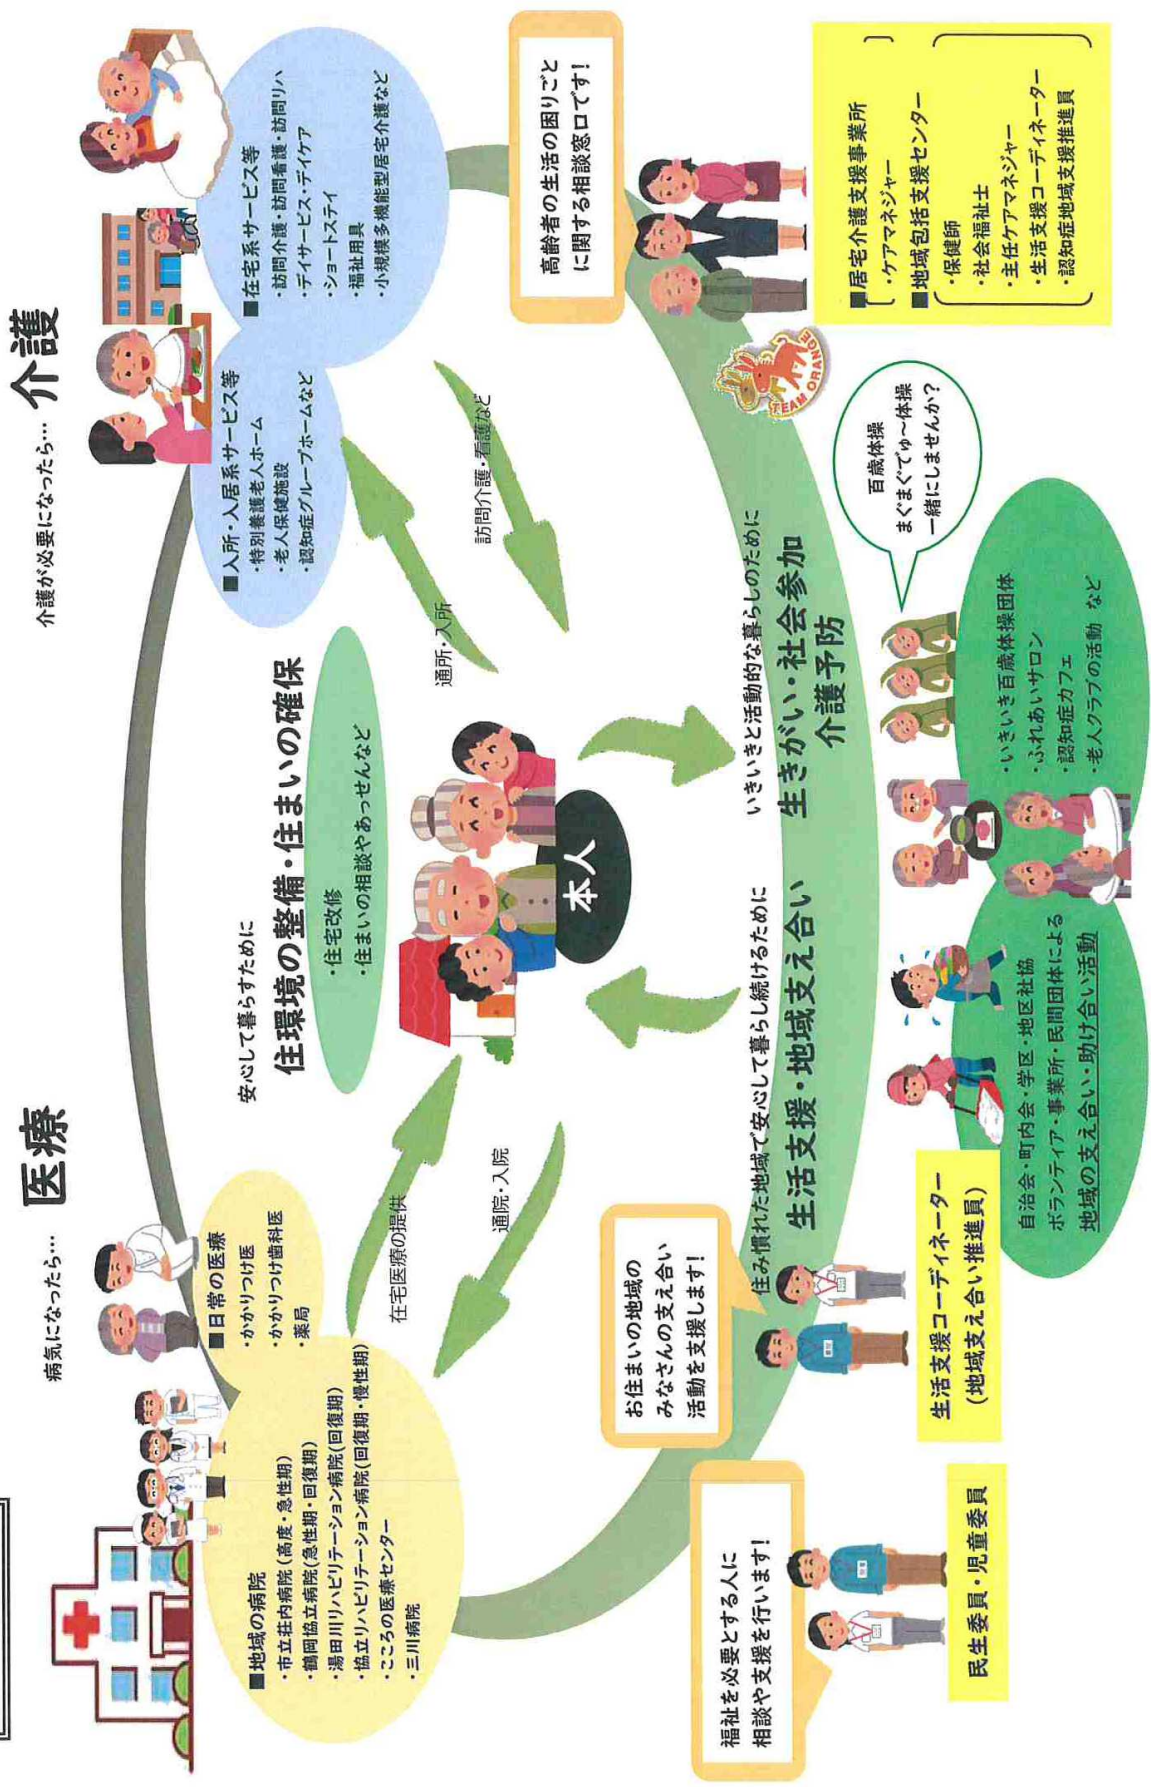 病気になったら…
医療
介護が必要になったら… 介護
■地域の病院
・市立荘内病院(高度・急性期)
・鶴岡協立病院(急性期・回復期)
・湯田川リハビリテーション病院(回復期)
・協立リハビリテーション病院(回復期・慢性期)
・こころの医療センター
・三川病院
■日常の医療
・かかりつけ医
・かかりつけ歯科医
・薬局
安心して暮らすために
住環境の整備・住まいの確保
・住宅改修
・住まいの相談やあっせんなど
■入所・入居系サービス等
・特別養護老人ホーム
・老人保健施設
・認知症グループホームなど
■在宅系サービス等
・訪問介護・訪問看護・訪問リハ
・デイサービス・デイケア
・ショートステイ
・福祉用具
・小規模多機能型居宅介護など
在宅医療の提供
通院・入院
通所・入所
訪問介護・看護など
本人
高齢者の生活の困りごと
に関する相談窓口です!
住み慣れた地域で安心して暮らし続けるために
生活支援・地域支え合い
いきいきと活動的な暮らしのために
生きがい・社会参加
介護予防
TEAM ORANGE
お住まいの地域の
みなさんの支え合い
活動を支援します!
福祉を必要とする人に
相談や支援を行います!
民生委員・児童委員
生活支援コーディネーター
(地域支え合い推進員)
自治会・町内会・学区・地区社協
ボランティア・事業所・民間団体による
地域の支え合い・助け合い活動
・いきいき百歳体操団体
・ふれあいサロン
・認知症カフェ
・老人クラブの活動 など
百歳体操
まぐまぐでゅ~体操
一緒にしませんか?
■居宅介護支援事業所
・ケアマネジャー
■地域包括支援センター
・保健師
・社会福祉士
・主任ケアマネジャー
・生活支援コーディネーター
・認知症地域支援推進員